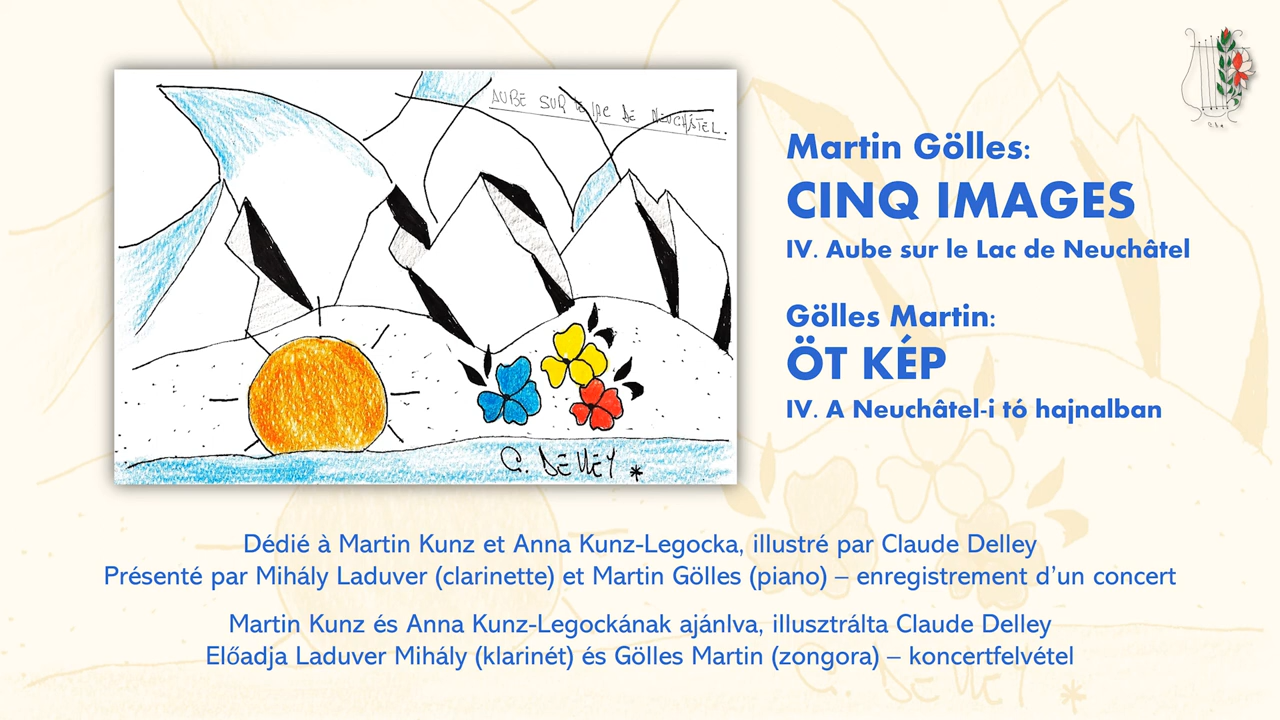 AUBE SUR LE LAC DE NEUCHÂTEL.
C. DELLEY
Martin Gölles:
CINQ IMAGES
IV. Aube sur le Lac de Neuchâtel
Gölles Martin:
ÖT KÉP
IV. A Neuchâtel-i tó hajnalban
Dédié à Martin Kunz et Anna Kunz-Legocka, illustré par Claude Delley
Présenté par Mihály Laduver (clarinette) et Martin Gölles (piano) – enregistrement d’un concert
Martin Kunz és Anna Kunz-Legockának ajánlva, illusztrálta Claude Delley
Előadja Laduver Mihály (klarinét) és Gölles Martin (zongora) – koncertfelvétel